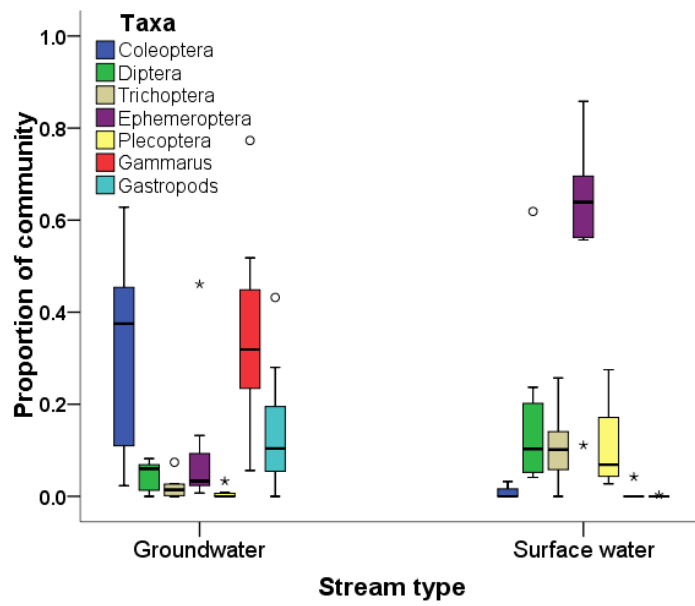 Taxa
Coleoptera
Diptera
Trichoptera
Ephemeroptera
Plecoptera
Gammarus
Gastropods
Proportion of community
1.0
0.8
0.6
0.4
0.2
0.0
Groundwater
Surface water
Stream type